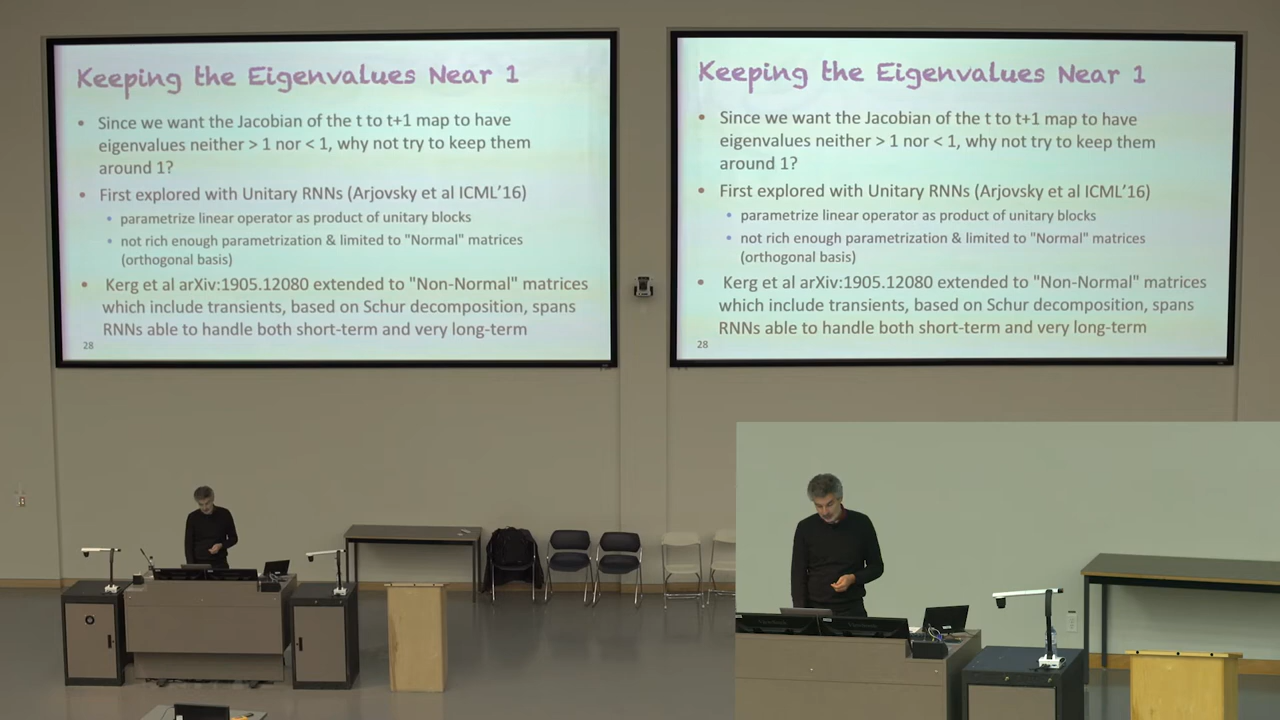 Keeping the Eigenvalues Near 1
• Since we want the Jacobian of the t to t+1 map to have
eigenvalues neither > 1 nor < 1, why not try to keep them
around 1?
• First explored with Unitary RNNs (Arjovsky et al ICML'16)
• parametrize linear operator as product of unitary blocks
• not rich enough parametrization & limited to "Normal" matrices
(orthogonal basis)
• Kerg et al arXiv:1905.12080 extended to "Non-Normal" matrices
which include transients, based on Schur decomposition, spans
RNNs able to handle both short-term and very long-term
28
Keeping the Eigenvalues Near 1
• Since we want the Jacobian of the t to t+1 map to have
eigenvalues neither > 1 nor < 1, why not try to keep them
around 1?
• First explored with Unitary RNNs (Arjovsky et al ICML'16)
• parametrize linear operator as product of unitary blocks
• not rich enough parametrization & limited to "Normal" matrices
(orthogonal basis)
• Kerg et al arXiv:1905.12080 extended to "Non-Normal" matrices
which include transients, based on Schur decomposition, spans
RNNs able to handle both short-term and very long-term
28